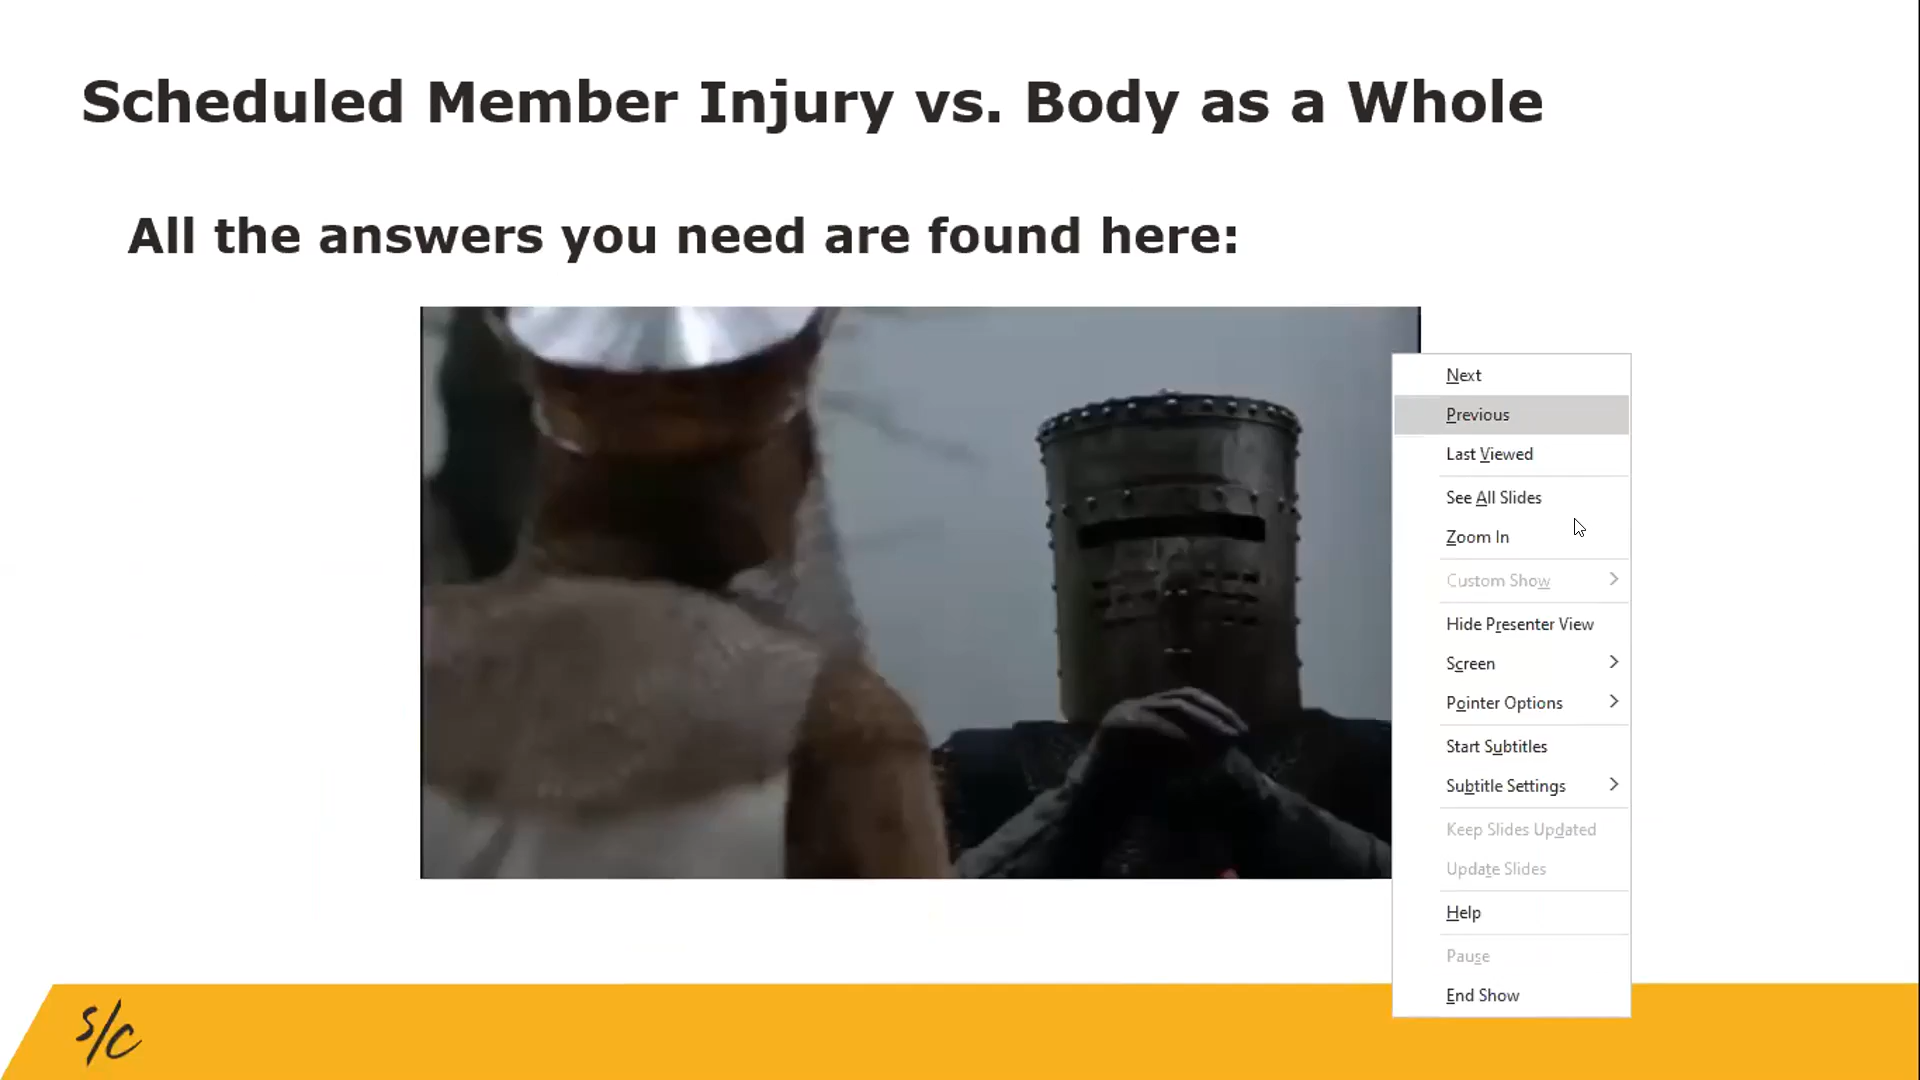 Scheduled Member Injury vs. Body as a Whole
All the answers you need are found here:
Next
Previous
Last Viewed
See All Slides
Zoom In
Custom Show
Hide Presenter View
Screen
Pointer Options
Start Subtitles
Subtitle Settings
Keep Slides Updated
Update Slides
Help
Pause
End Show
s/c